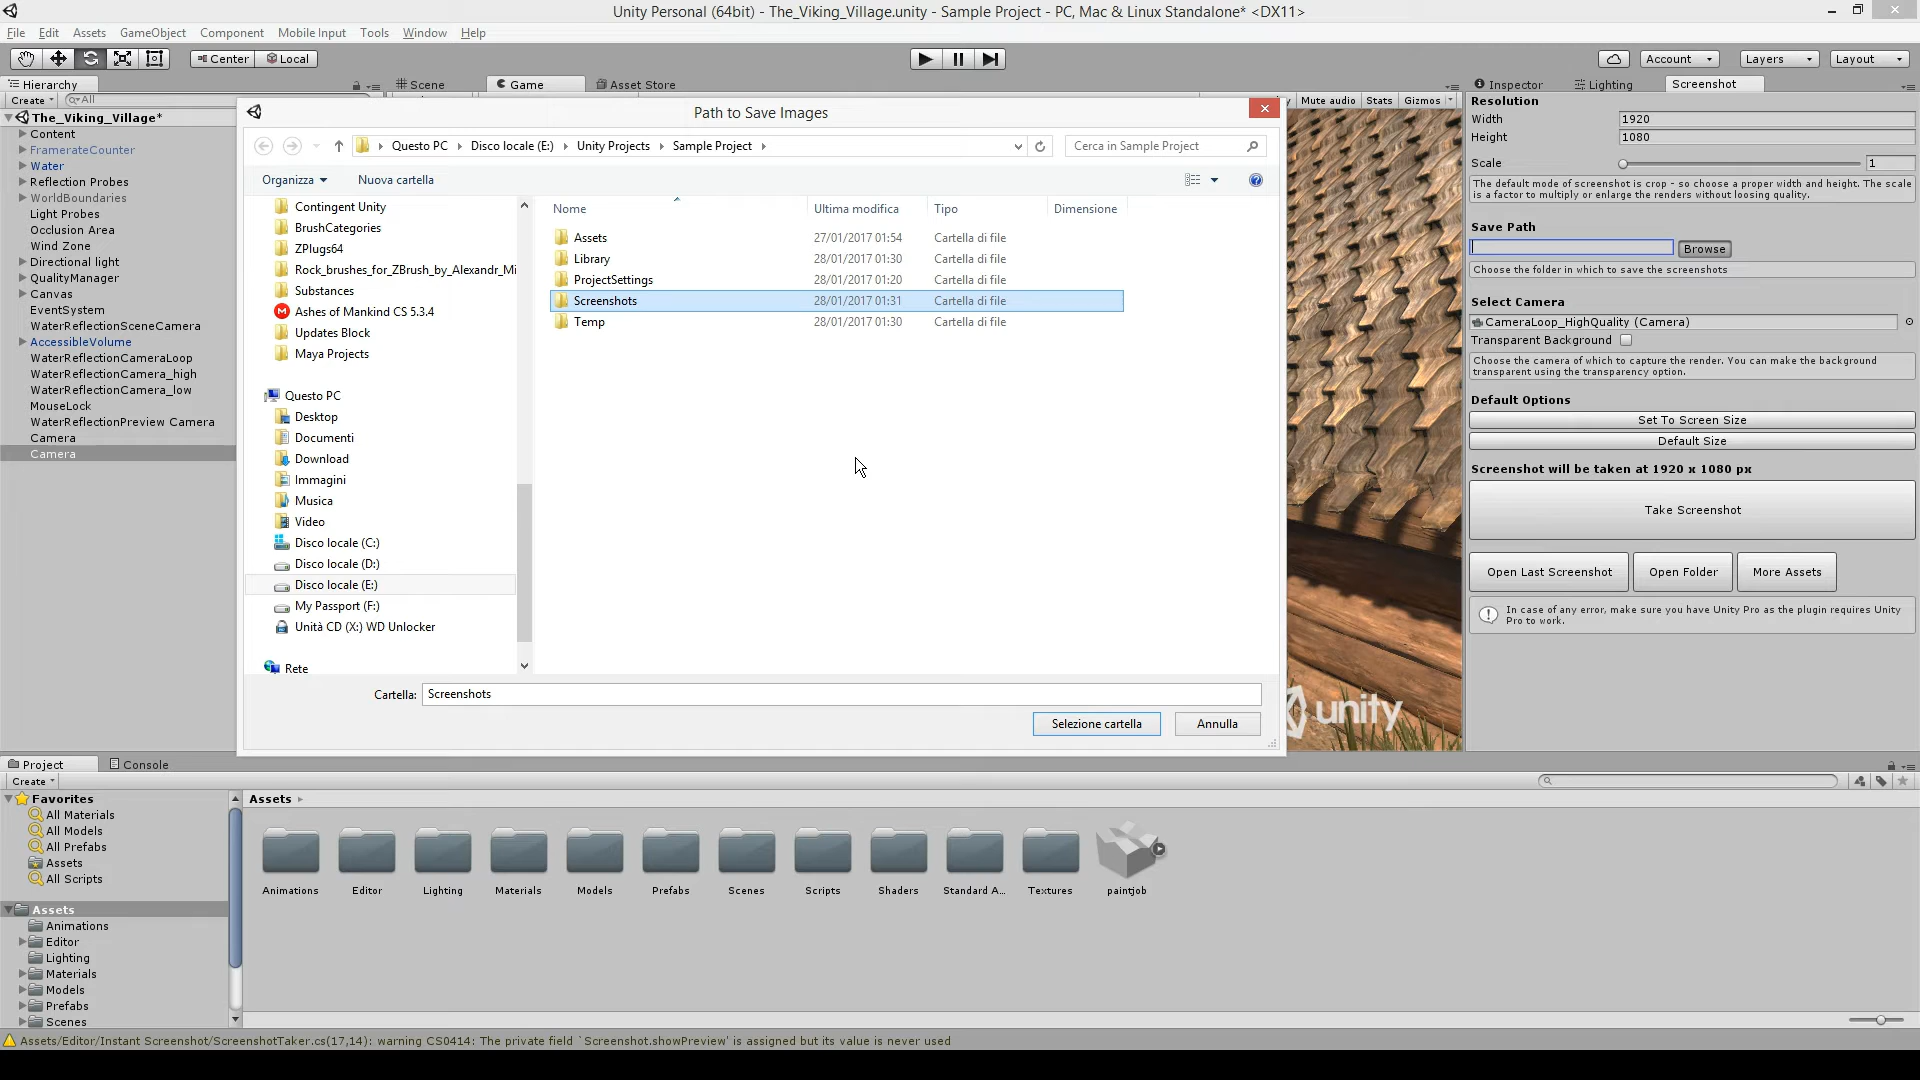 Unity Personal (64bit) - The_Viking_Village.unity - Sample Project - PC, Mac & Linux Standalone* <DX11>
File Edit Assets GameObject Component Mobile Input Tools Window Help
Center Local
Account Layers Layout
Hierarchy
Scene Game Asset Store
Inspector Lighting Screenshot
Create All
Mute audio Stats Gizmos
The_Viking_Village*
Content
FramerateCounter
Water
Reflection Probes
WorldBoundaries
Light Probes
Occlusion Area
Wind Zone
Directional light
QualityManager
Canvas
EventSystem
WaterReflectionSceneCamera
AccessibleVolume
WaterReflectionCameraLoop
WaterReflectionCamera_high
WaterReflectionCamera_low
MouseLock
WaterReflectionPreview Camera
Camera
Camera
Path to Save Images
Questo PC Disco locale (E:) Unity Projects Sample Project
Cerca in Sample Project
Organizza Nuova cartella
Contingent Unity
BrushCategories
ZPlugs64
Rock_brushes_for_ZBrush_by_Alexandr_Mi
Substances
Ashes of Mankind CS 5.3.4
Updates Block
Maya Projects
Questo PC
Desktop
Documenti
Download
Immagini
Musica
Video
Disco locale (C:)
Disco locale (D:)
Disco locale (E:)
My Passport (F:)
Unità CD (X:) WD Unlocker
Rete
Nome Ultima modifica Tipo Dimensione
Assets 27/01/2017 01:54 Cartella di file
Library 28/01/2017 01:30 Cartella di file
ProjectSettings 28/01/2017 01:20 Cartella di file
Screenshots 28/01/2017 01:31 Cartella di file
Temp 28/01/2017 01:30 Cartella di file
Cartella: Screenshots
Selezione cartella Annulla
unity
Resolution
Width 1920
Height 1080
Scale 1
The default mode of screenshot is crop - so choose a proper width and height. The scale
is a factor to multiply or enlarge the renders without loosing quality.
Save Path
Browse
Choose the folder in which to save the screenshots
Select Camera
CameraLoop_HighQuality (Camera)
Transparent Background
Choose the camera of which to capture the render. You can make the background
transparent using the transparency option.
Default Options
Set To Screen Size
Default Size
Screenshot will be taken at 1920 x 1080 px
Take Screenshot
Open Last Screenshot Open Folder More Assets
In case of any error, make sure you have Unity Pro as the plugin requires Unity
Pro to work.
Project Console
Create
Favorites
All Materials
All Models
All Prefabs
Assets
All Scripts
Assets
Animations
Editor
Lighting
Materials
Models
Prefabs
Scenes
Assets
Animations Editor Lighting Materials Models Prefabs Scenes Scripts Shaders Standard A... Textures paintjob
Assets/Editor/Instant Screenshot/ScreenshotTaker.cs(17,14): warning CS0414: The private field `Screenshot.showPreview' is assigned but its value is never used